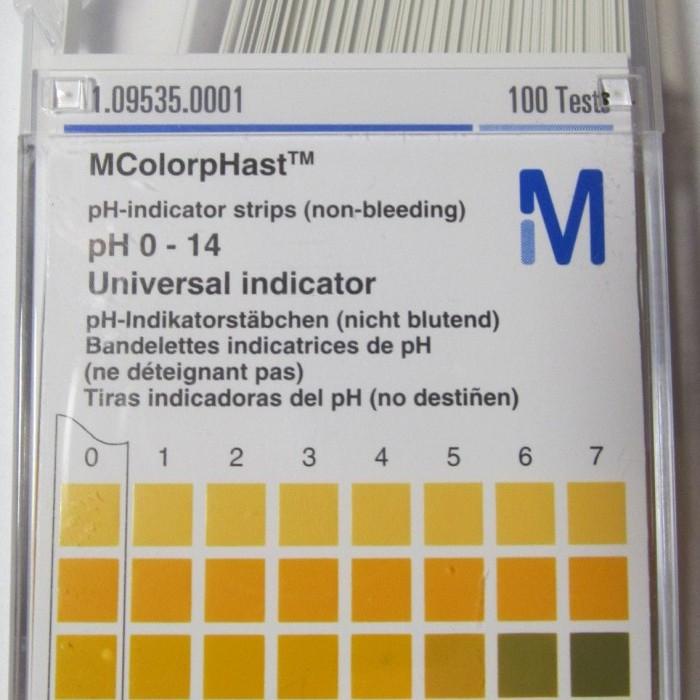 1.09535.0001 100 Tests
MColorpHast™
pH-indicator strips (non-bleeding)
pH 0 - 14
Universal indicator
pH-Indikatorstäbchen (nicht blutend)
Bandelettes indicatrices de pH
(ne déteignant pas)
Tiras indicadoras del pH (no destiñen)
M
0 1 2 3 4 5 6 7